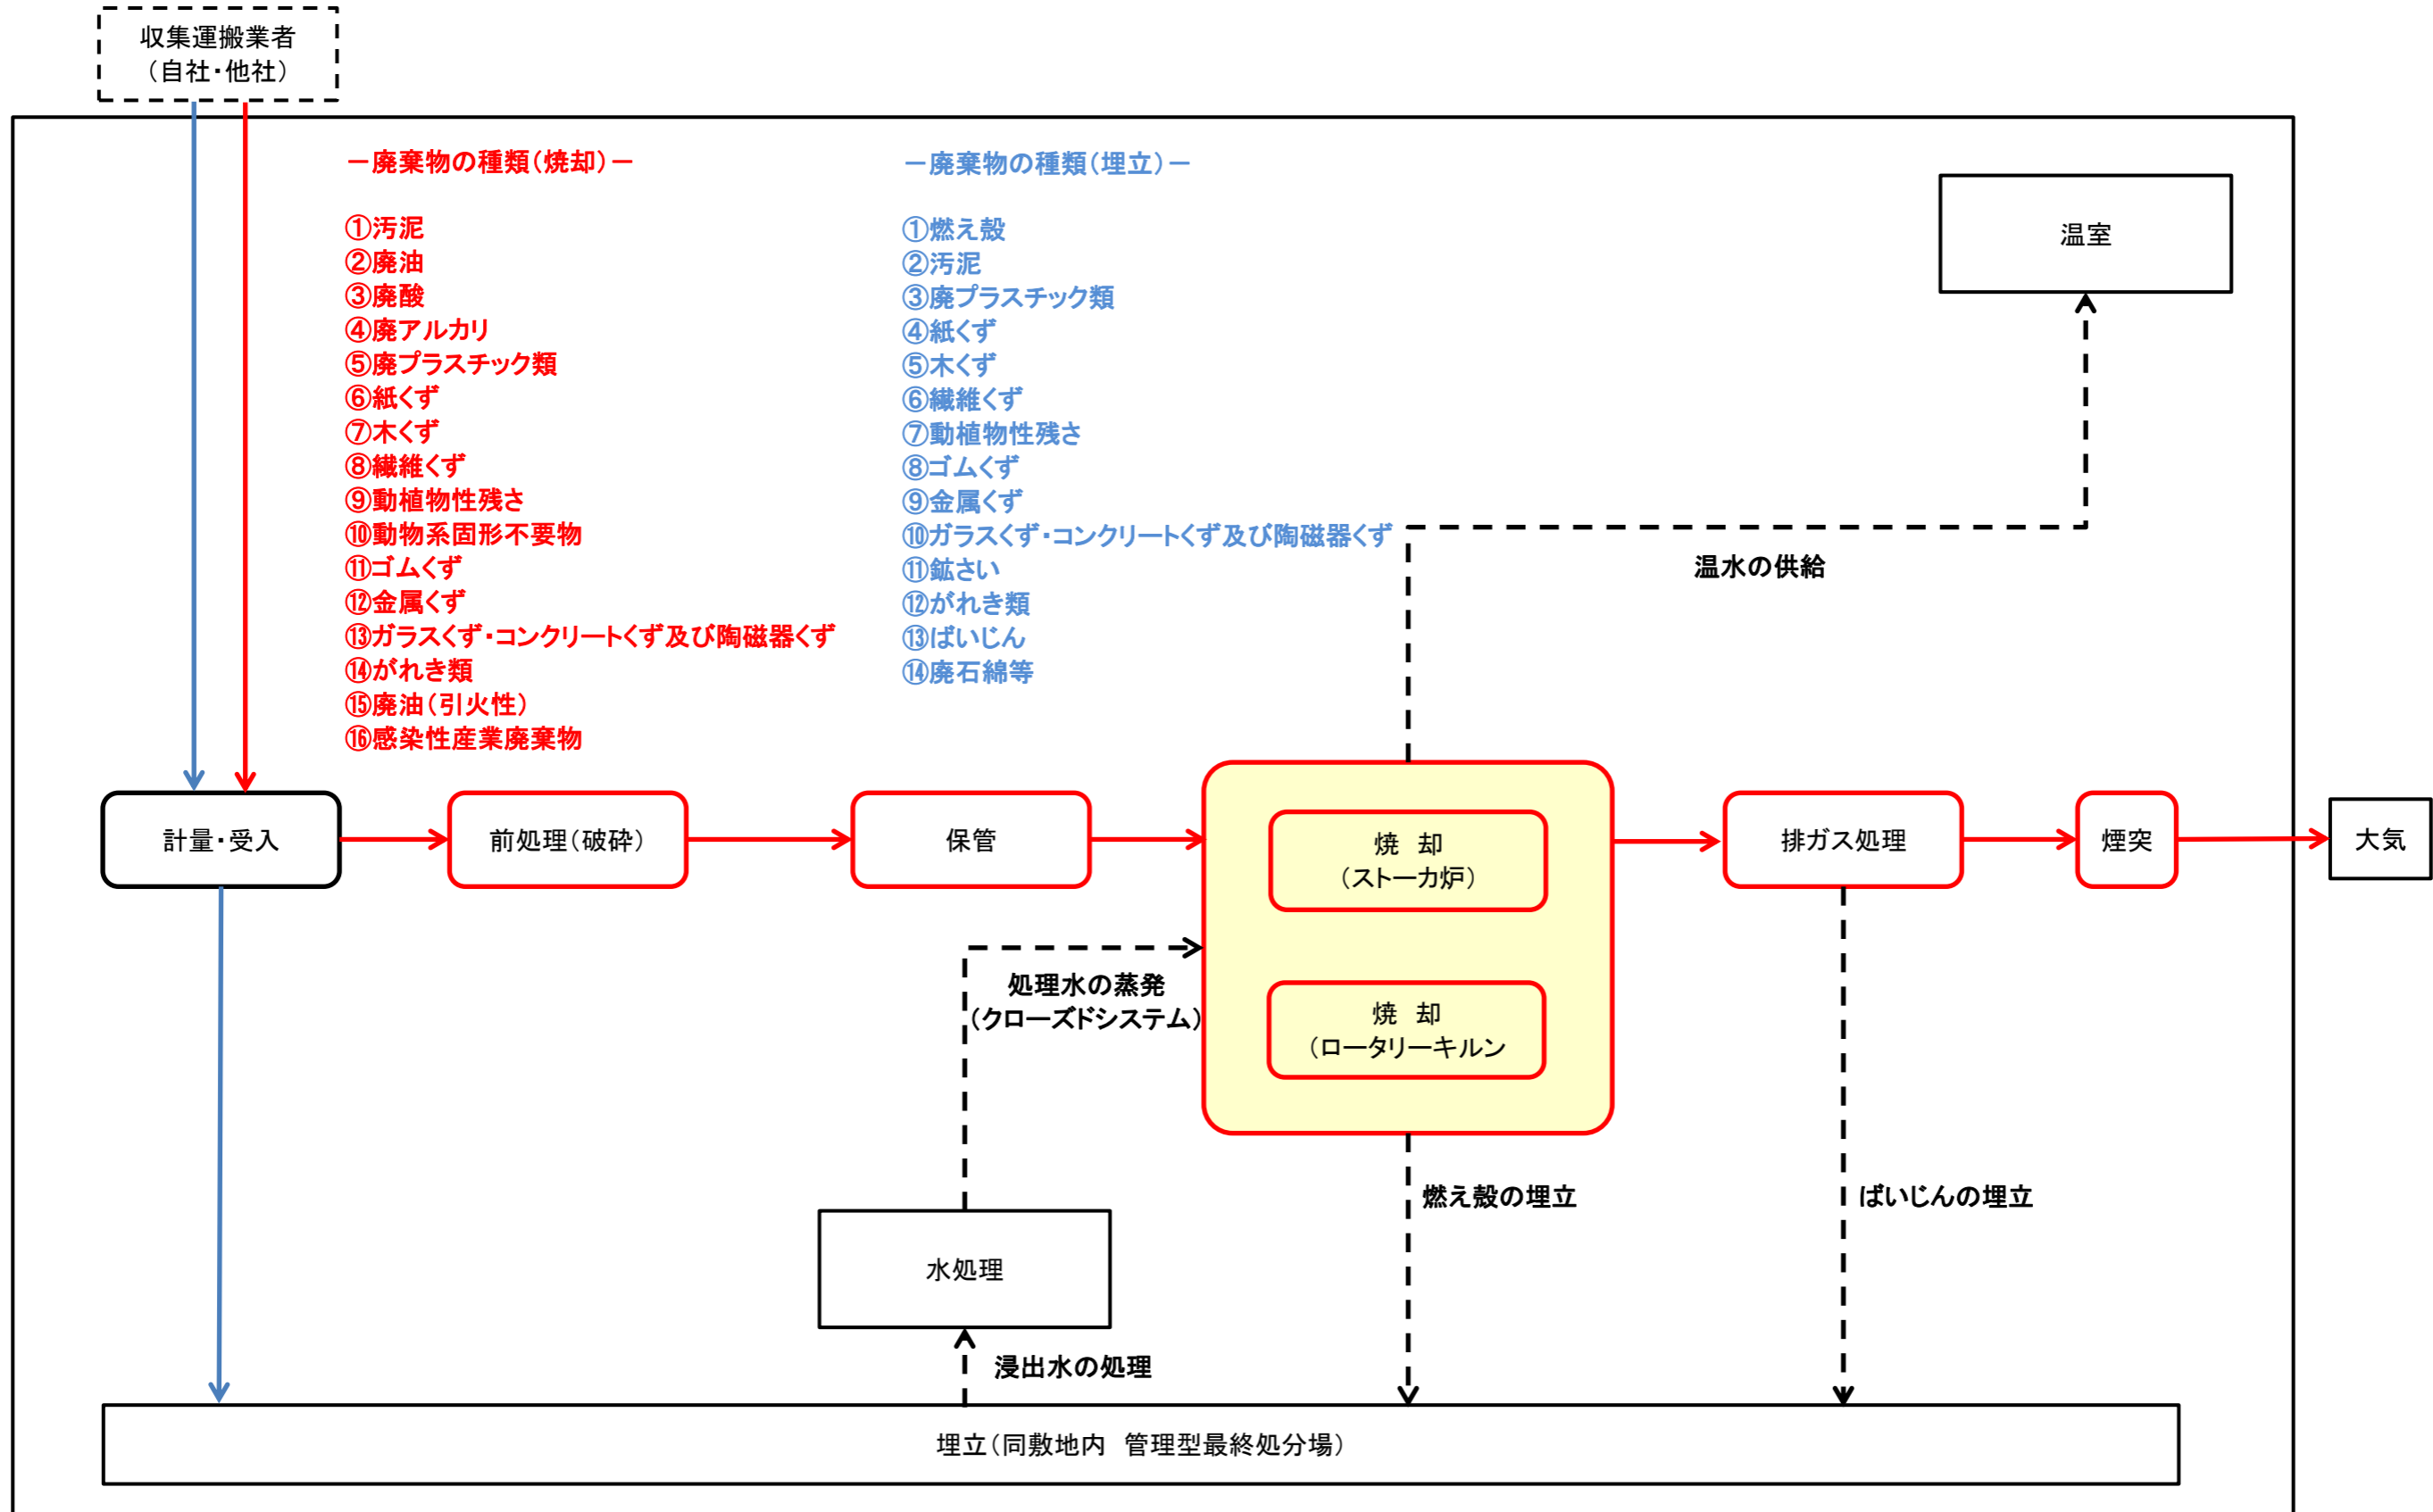 収集運搬業者
（自社・他社）
－廃棄物の種類（焼却）－
①汚泥
②廃油
③廃酸
④廃アルカリ
⑤廃プラスチック類
⑥紙くず
⑦木くず
⑧繊維くず
⑨動植物性残さ
⑩動物系固形不要物
⑪ゴムくず
⑫金属くず
⑬ガラスくず・コンクリートくず及び陶磁器くず
⑭がれき類
⑮廃油（引火性）
⑯感染性産業廃棄物
－廃棄物の種類（埋立）－
①燃え殻
②汚泥
③廃プラスチック類
④紙くず
⑤木くず
⑥繊維くず
⑦動植物性残さ
⑧ゴムくず
⑨金属くず
⑩ガラスくず・コンクリートくず及び陶磁器くず
⑪鉱さい
⑫がれき類
⑬ばいじん
⑭廃石綿等
温室
温水の供給
計量・受入
前処理（破砕）
保管
焼　却
（ストーカ炉）
排ガス処理
煙突
大気
処理水の蒸発
（クローズドシステム）
焼　却
（ロータリーキルン
燃え殻の埋立
ばいじんの埋立
水処理
浸出水の処理
埋立（同敷地内　管理型最終処分場）